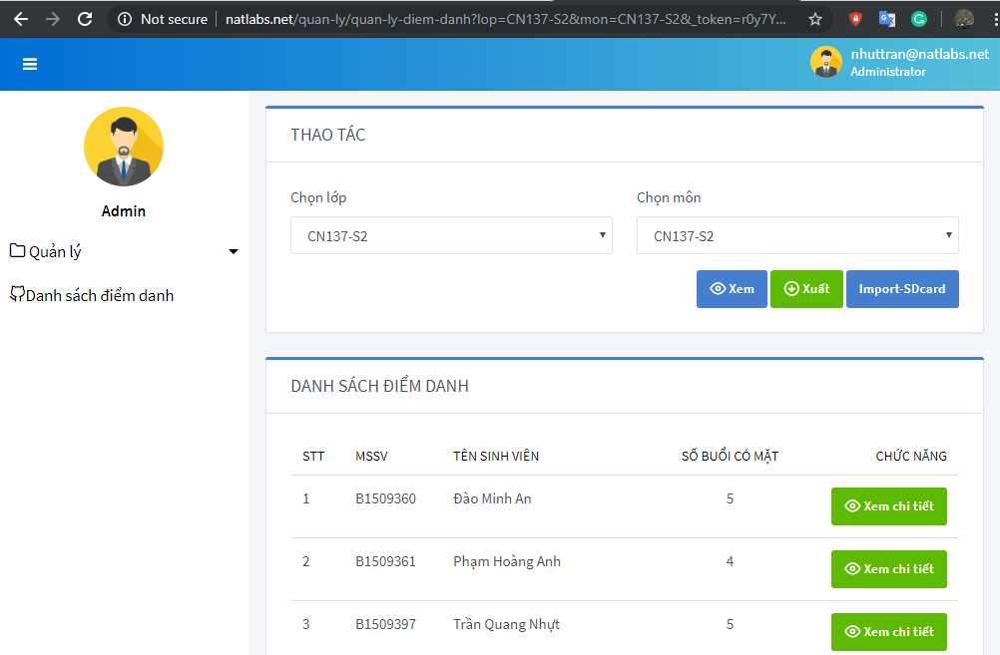 Not secure | natlabs.net/quan-ly/quan-ly-diem-danh?lop=CN137-S2&mon=CN137-S2&_token=r0y7Y...
nhuttran@natlabs.net
Administrator
Admin
Quản lý
Danh sách điểm danh
THAO TÁC
Chọn lớp Chọn môn
CN137-S2 CN137-S2
Xem Xuất Import-SDcard
DANH SÁCH ĐIỂM DANH
STT MSSV TÊN SINH VIÊN SỐ BUỔI CÓ MẶT CHỨC NĂNG
1 B1509360 Đào Minh An 5 Xem chi tiết
2 B1509361 Phạm Hoàng Anh 4 Xem chi tiết
3 B1509397 Trần Quang Nhựt 5 Xem chi tiết